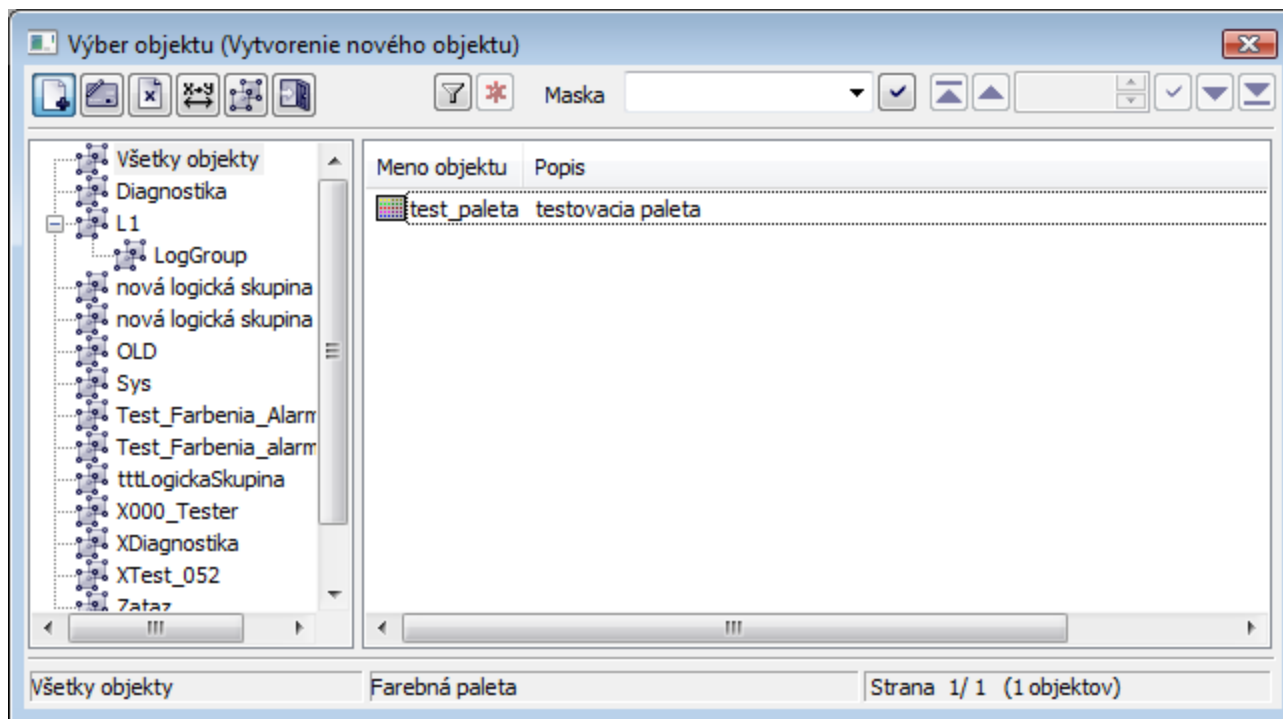 Výber objektu (Vytvorenie nového objektu)
Maska
Všetky objekty
Diagnostika
L1
LogGroup
nová logická skupina
nová logická skupina
OLD
Sys
Test_Farbenia_Alarm
Test_Farbenia_alarm
tttLogickaSkupina
X000_Tester
XDiagnostika
XTest_052
Zataz
Meno objektu Popis
test_paleta testovacia paleta
Všetky objekty Farebná paleta Strana 1/ 1 (1 objektov)